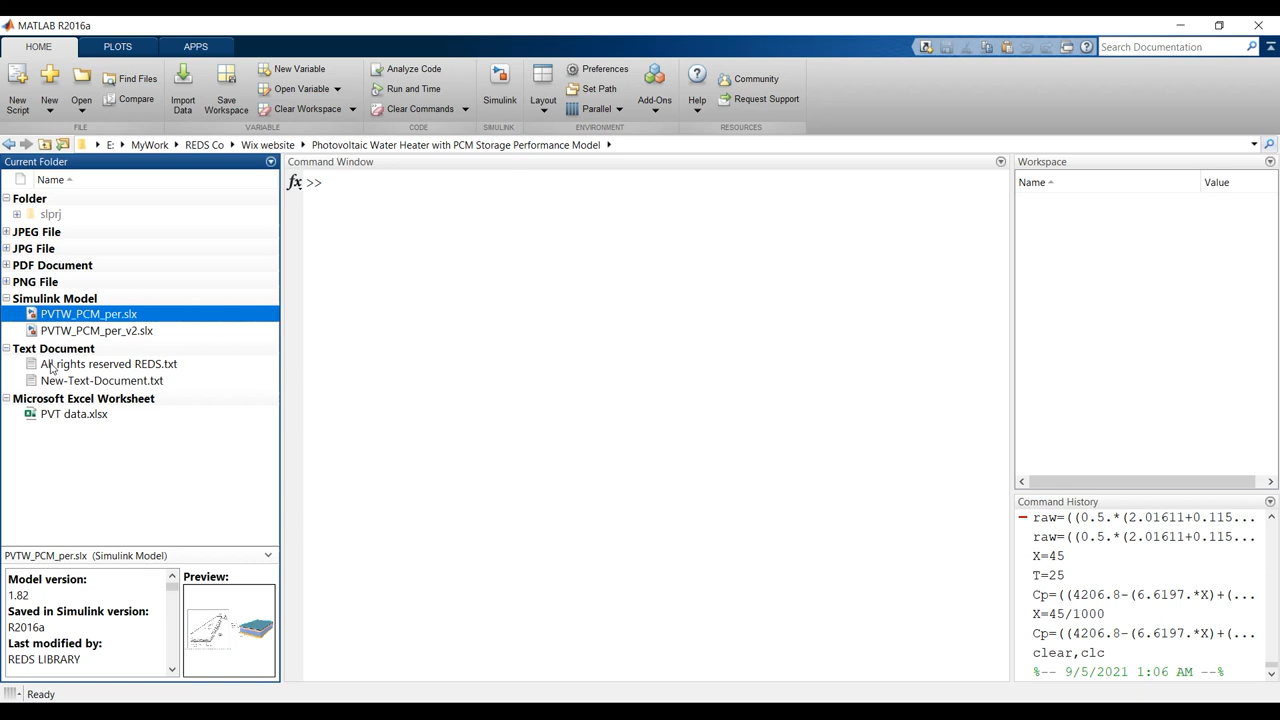 MATLAB R2016a
HOME PLOTS APPS
Search Documentation
New Script
New
Open
Find Files
Compare
Import Data
Save Workspace
New Variable
Open Variable
Clear Workspace
Analyze Code
Run and Time
Clear Commands
Simulink
Layout
Preferences
Set Path
Parallel
Add-Ons
Help
Community
Request Support
FILE VARIABLE CODE SIMULINK ENVIRONMENT RESOURCES
E: MyWork REDS Co Wix website Photovoltaic Water Heater with PCM Storage Performance Model
Current Folder
Name
Folder
slprj
JPEG File
JPG File
PDF Document
PNG File
Simulink Model
PVTW_PCM_per.slx
PVTW_PCM_per_v2.slx
Text Document
All rights reserved REDS.txt
New-Text-Document.txt
Microsoft Excel Worksheet
PVT data.xlsx
PVTW_PCM_per.slx (Simulink Model)
Model version:
1.82
Saved in Simulink version:
R2016a
Last modified by:
REDS LIBRARY
Preview:
Command Window
fx >>
Workspace
Name Value
Command History
raw=((0.5.*(2.01611+0.115...
raw=((0.5.*(2.01611+0.115...
X=45
T=25
Cp=((4206.8-(6.6197.*X)+(...
X=45/1000
Cp=((4206.8-(6.6197.*X)+(...
clear,clc
%-- 9/5/2021 1:06 AM --%
Ready